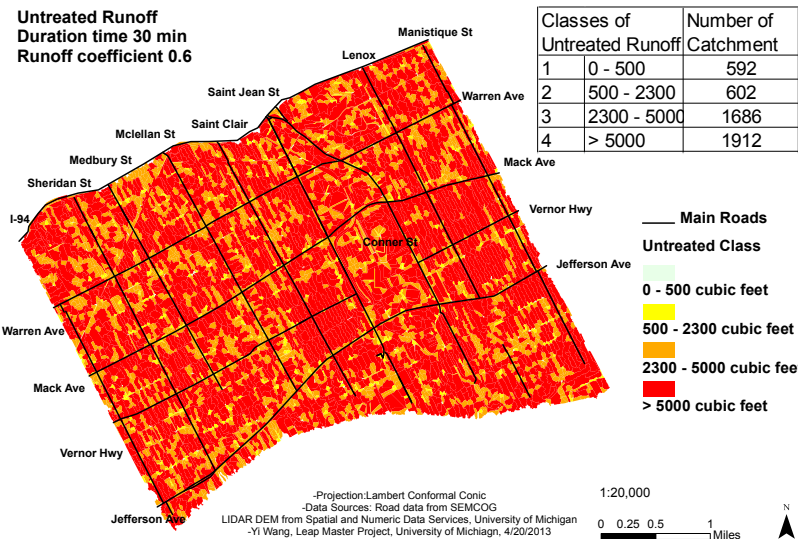 Untreated Runoff
Duration time 30 min
Runoff coefficient 0.6
Classes of Untreated Runoff Number of Catchment
1 0 - 500 592
2 500 - 2300 602
3 2300 - 5000 1686
4 > 5000 1912
Manistique St
Lenox
Saint Jean St
Saint Clair
Mclellan St
Medbury St
Sheridan St
I-94
Warren Ave
Mack Ave
Vernor Hwy
Conner St
Jefferson Ave
Warren Ave
Mack Ave
Vernor Hwy
Jefferson Ave
Main Roads
Untreated Class
0 - 500 cubic feet
500 - 2300 cubic feet
2300 - 5000 cubic fee
> 5000 cubic feet
-Projection:Lambert Conformal Conic
-Data Sources: Road data from SEMCOG
LIDAR DEM from Spatial and Numeric Data Services, University of Michigan
-Yi Wang, Leap Master Project, University of Michiagn, 4/20/2013
1:20,000
0 0.25 0.5 1
Miles
N